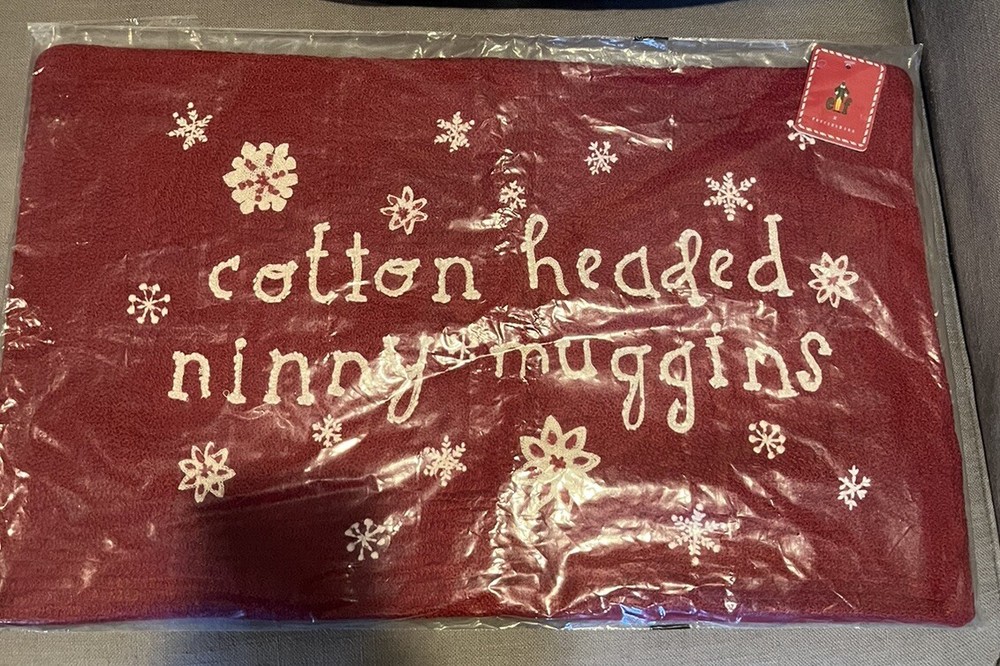 cotton headed
ninny muggins